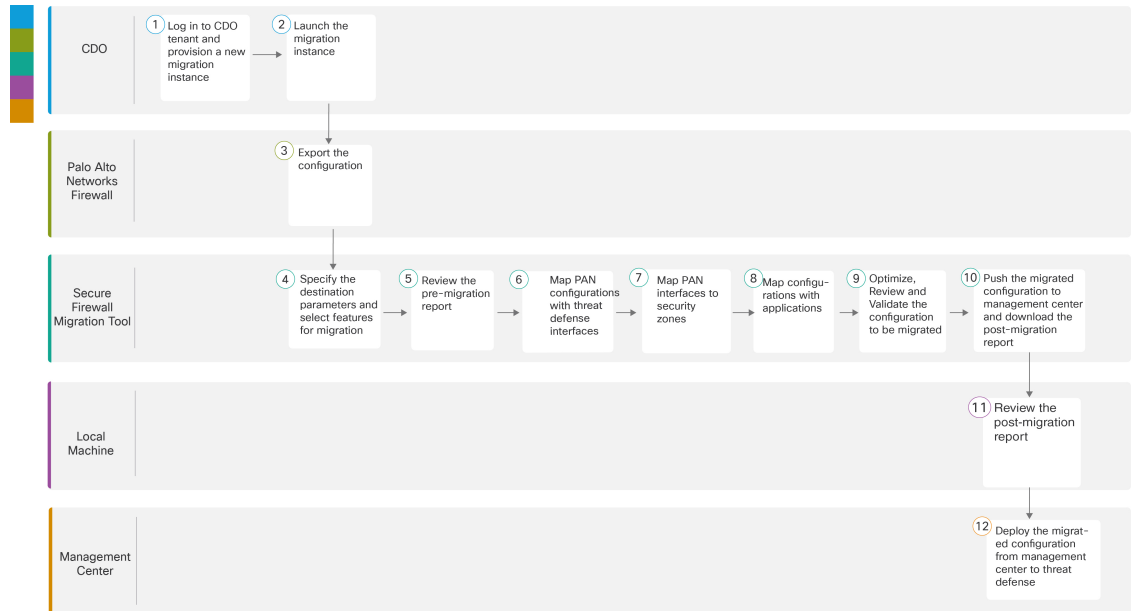 CDO
1
Log in to CDO
tenant and
provision a new
migration
instance
2
Launch the
migration
instance
Palo Alto
Networks
Firewall
3
Export the
configuration
Secure
Firewall
Migration Tool
4
Specify the
destination
parameters and
select features
for migration
5
Review the
pre-migration
report
6
Map PAN
configurations
with threat
defense
interfaces
7
Map PAN
interfaces to
security
zones
8
Map configu-
rations with
applications
9
Optimize,
Review and
Validate the
configuration
to be migrated
10
Push the migrated
configuration to
management center
and download the
post-migration
report
Local
Machine
11
Review the
post-migration
report
Management
Center
12
Deploy the migrat-
ed configuration
from management
center to threat
defense